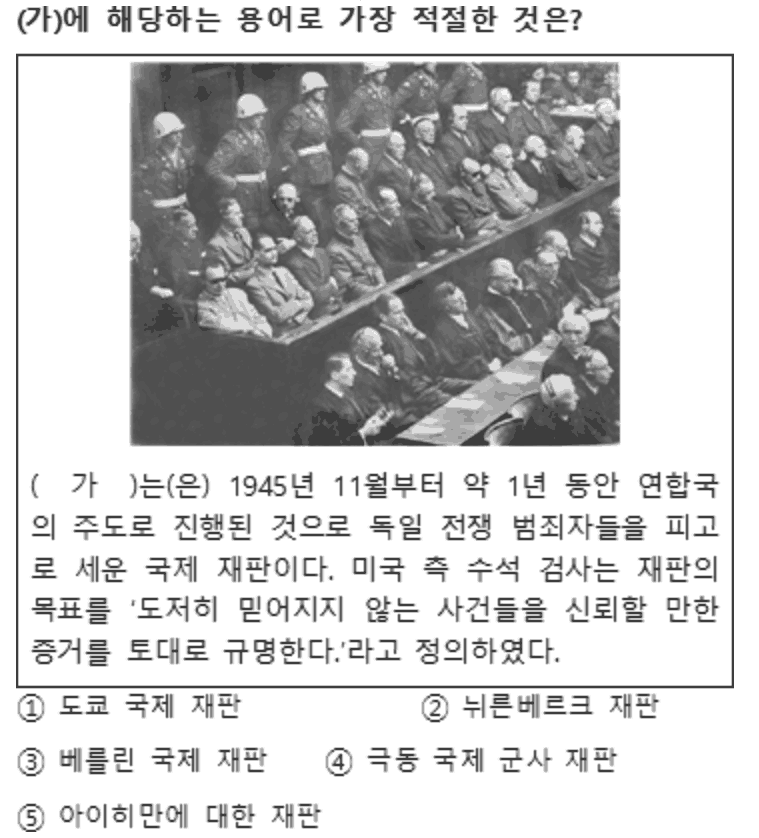 (가)에 해당하는 용어로 가장 적절한 것은?
( 가 )는(은) 1945년 11월부터 약 1년 동안 연합국
의 주도로 진행된 것으로 독일 전쟁 범죄자들을 피고
로 세운 국제 재판이다. 미국 측 수석 검사는 재판의
목표를 '도저히 믿어지지 않는 사건들을 신뢰할 만한
증거를 토대로 규명한다.'라고 정의하였다.
① 도쿄 국제 재판 ② 뉘른베르크 재판
③ 베를린 국제 재판 ④ 극동 국제 군사 재판
⑤ 아이히만에 대한 재판